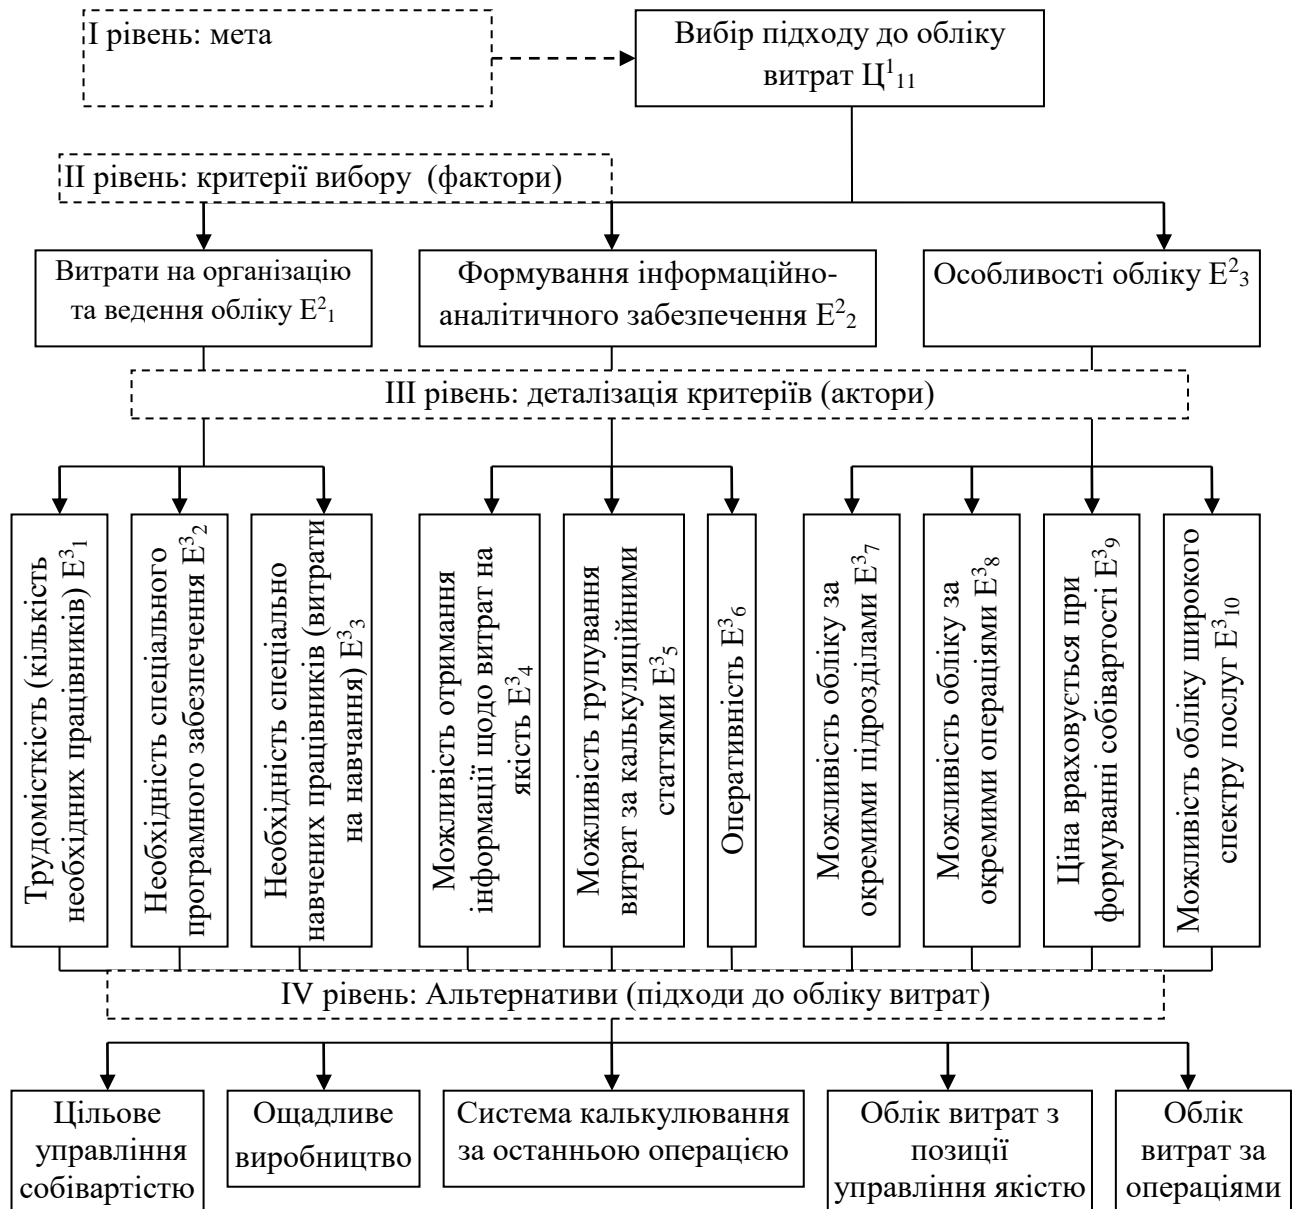 I рівень: мета
Вибір підходу до обліку
витрат Ц¹₁₁
II рівень: критерії вибору (фактори)
Витрати на організацію
та ведення обліку Е²₁
Формування інформаційно-
аналітичного забезпечення Е²₂
Особливості обліку Е²₃
III рівень: деталізація критеріїв (актори)
Трудомісткість (кількість
необхідних працівників) Е³₁
Необхідність спеціального
програмного забезпечення Е³₂
Необхідність спеціально
навчених працівників (витрати
на навчання) Е³₃
Можливість отримання
інформації щодо витрат на
якість Е³₄
Можливість групування
витрат за калькуляційними
статтями Е³₅
Оперативність Е³₆
Можливість обліку за
окремими підрозділами Е³₇
Можливість обліку за
окремими операціями Е³₈
Ціна враховується при
формуванні собівартості Е³₉
Можливість обліку широкого
спектру послуг Е³₁₀
IV рівень: Альтернативи (підходи до обліку витрат)
Цільове
управління
собівартістю
Ощадливе
виробництво
Система калькулювання
за останньою операцією
Облік витрат з
позиції
управління якістю
Облік
витрат за
операціями